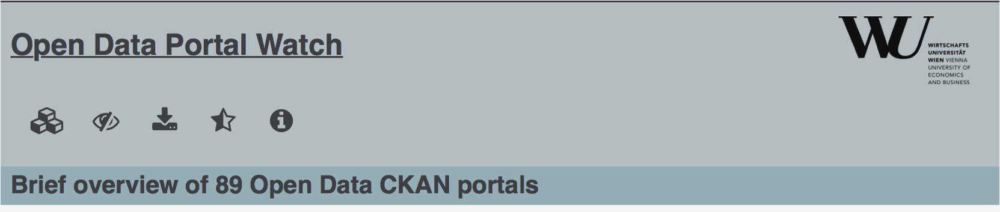 Open Data Portal Watch
WU
WIRTSCHAFTS
UNIVERSITÄT
WIEN VIENNA
UNIVERSITY OF
ECONOMICS
AND BUSINESS
Brief overview of 89 Open Data CKAN portals